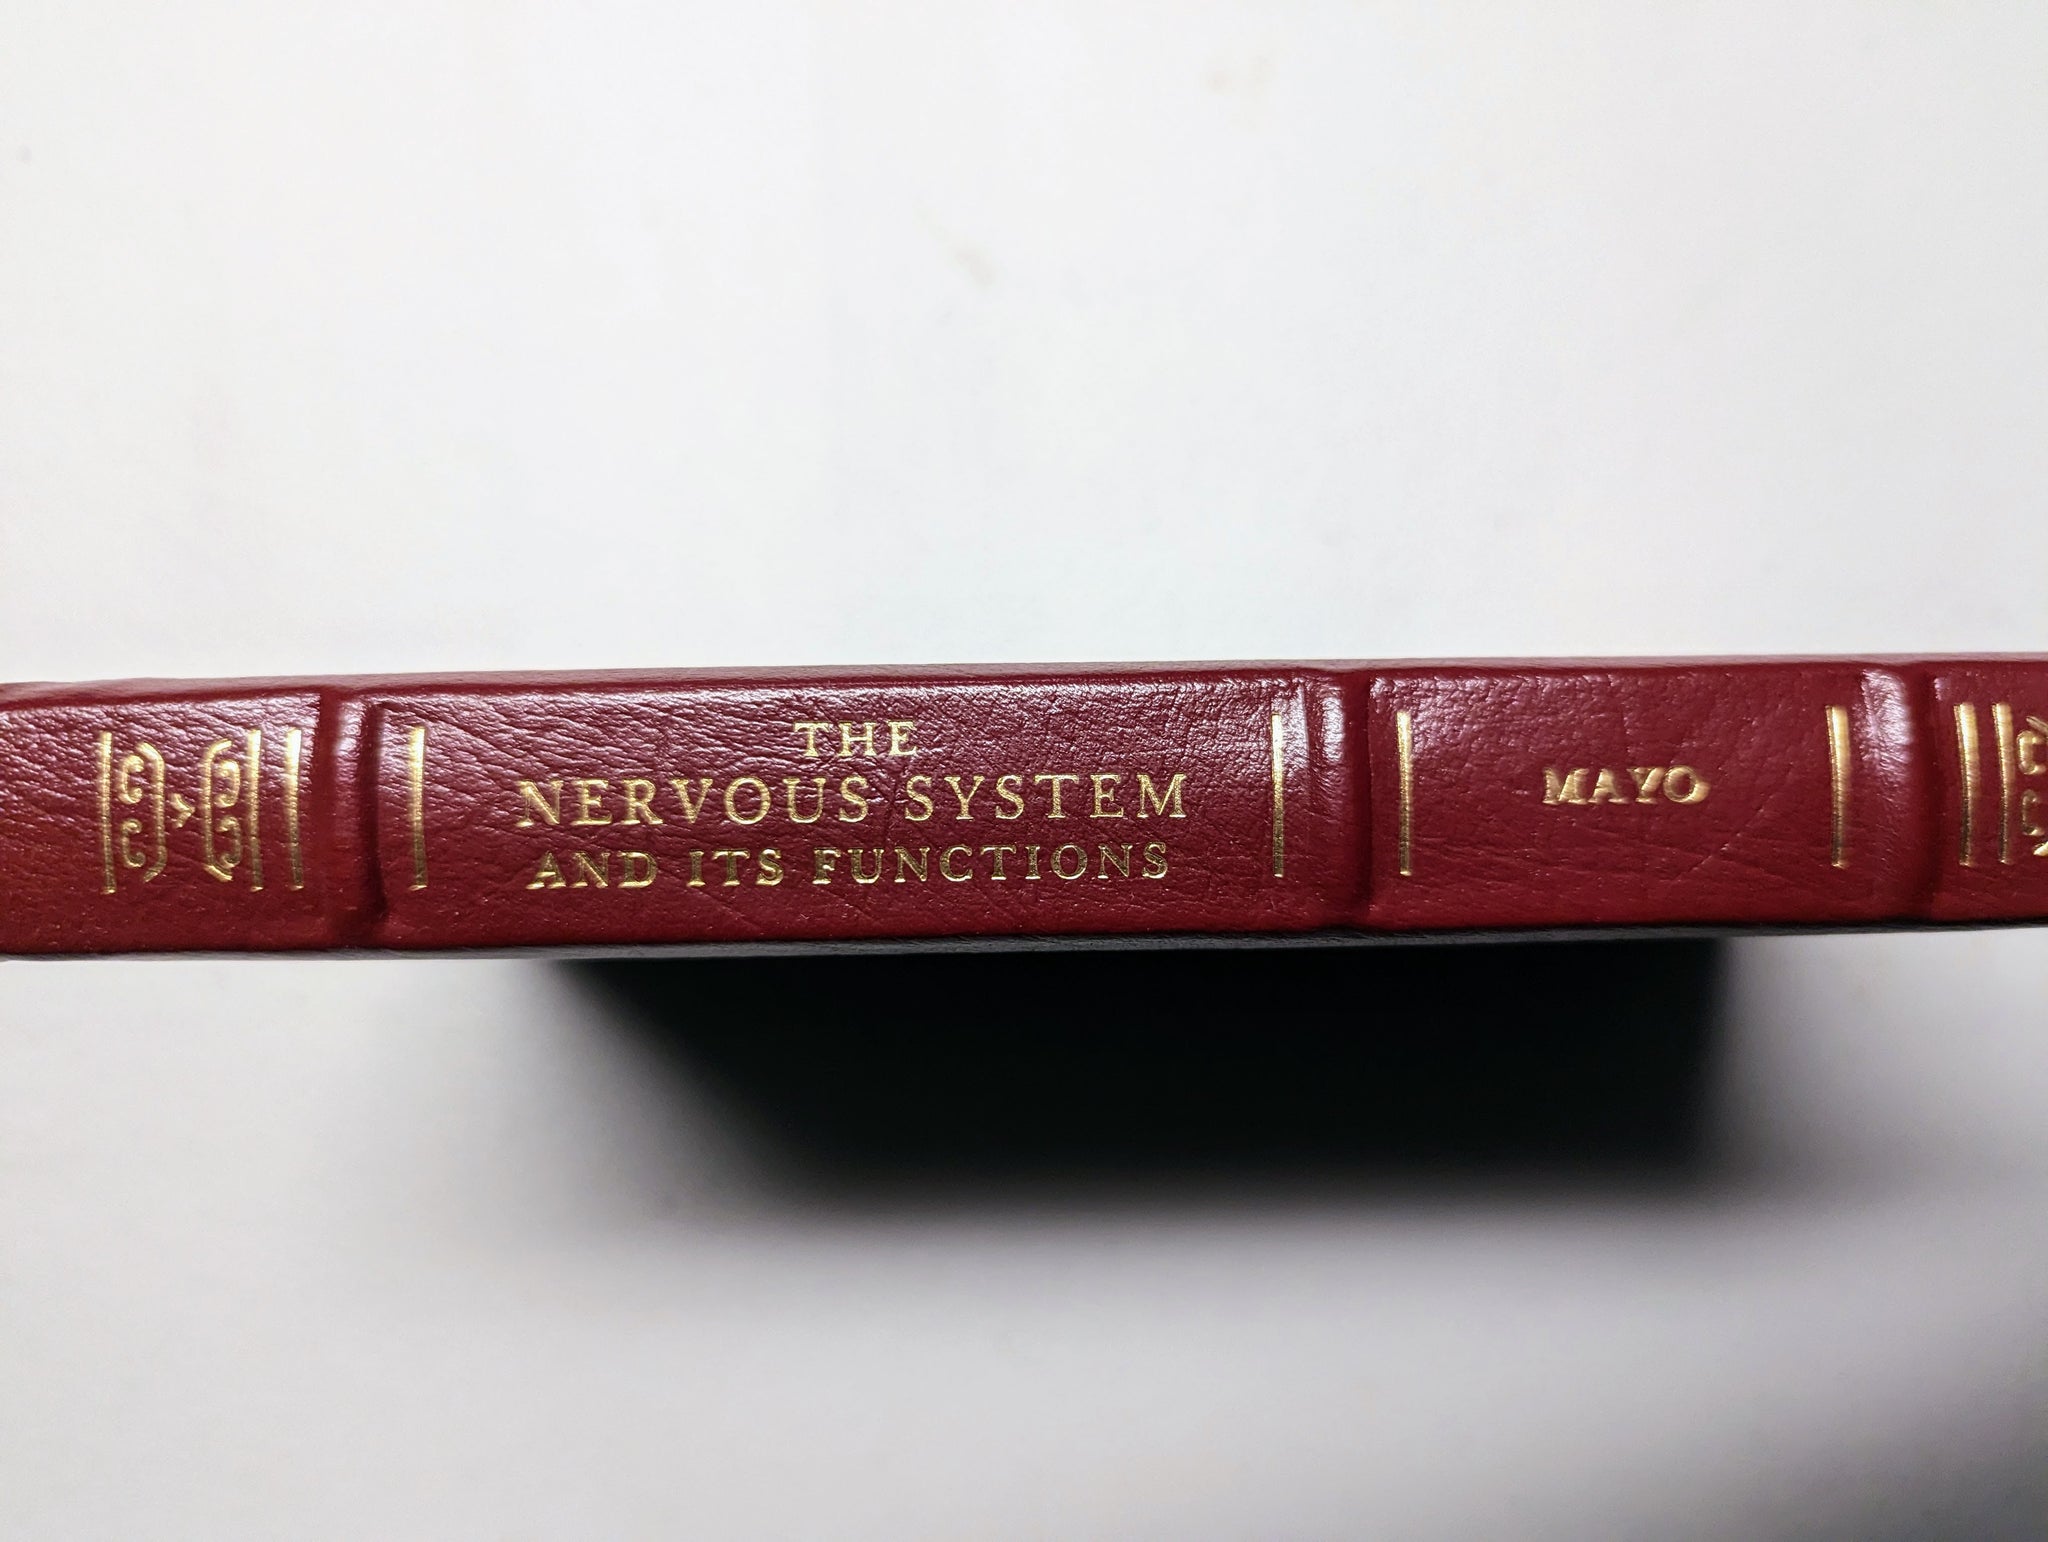 THE
NERVOUS SYSTEM
AND ITS FUNCTIONS
MAYO